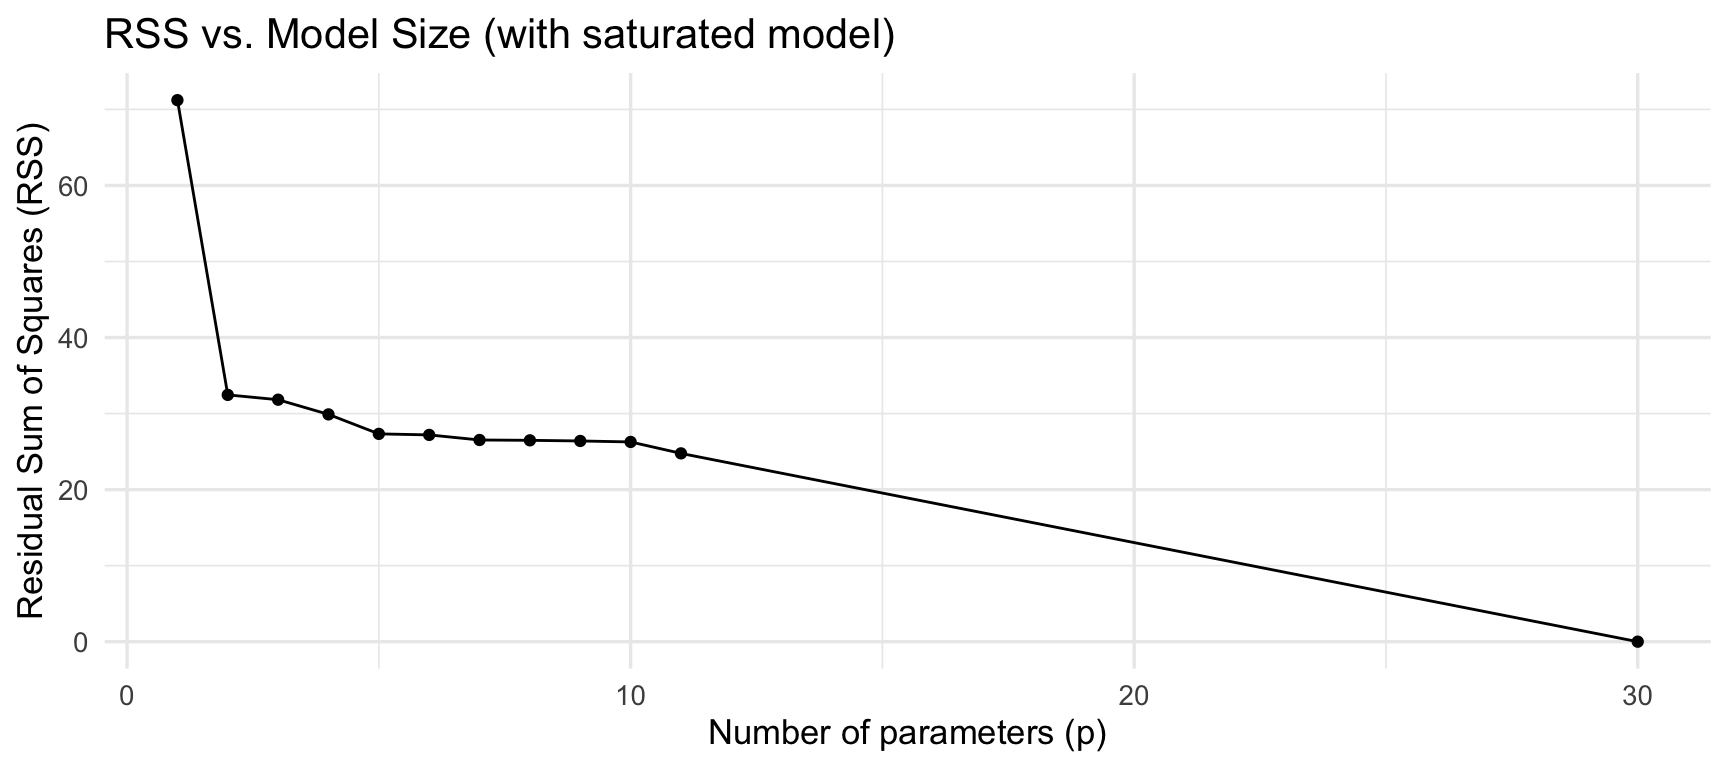 RSS vs. Model Size (with saturated model)
Residual Sum of Squares (RSS)
60
40
20
0
0
10
20
30
Number of parameters (p)